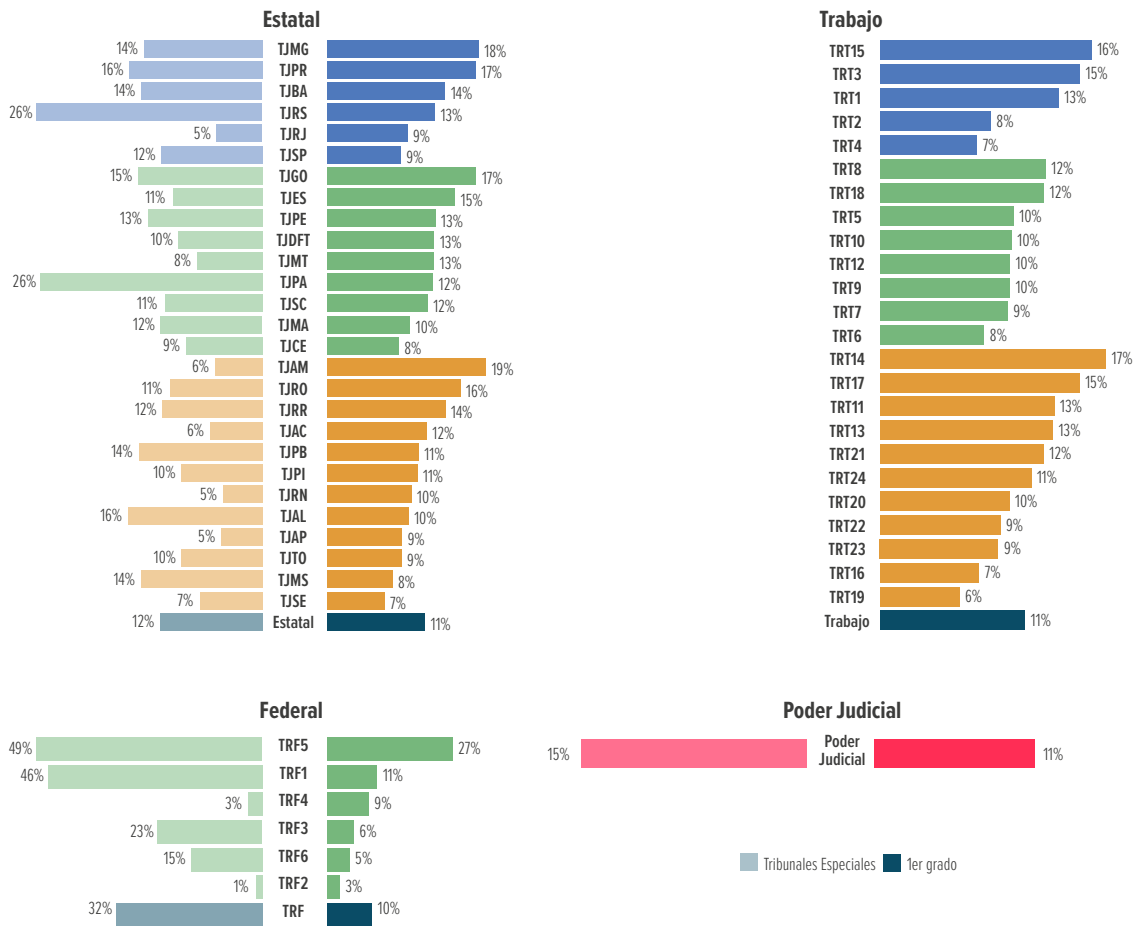 Estatal
14% TJMG 18%
16% TJPR 17%
14% TJBA 14%
26% TJRS 13%
5% TJRJ 9%
12% TJSP 9%
15% TJGO 17%
11% TJES 15%
13% TJPE 13%
10% TJDFT 13%
8% TJMT 13%
26% TJPA 12%
11% TJSC 12%
12% TJMA 10%
9% TJCE 8%
6% TJAM 19%
11% TJRO 16%
12% TJRR 14%
6% TJAC 12%
14% TJPB 11%
10% TJPI 11%
5% TJRN 10%
16% TJAL 10%
5% TJAP 9%
10% TJTO 9%
14% TJMS 8%
7% TJSE 7%
12% Estatal 11%
Trabajo
TRT15 16%
TRT3 15%
TRT1 13%
TRT2 8%
TRT4 7%
TRT8 12%
TRT18 12%
TRT5 10%
TRT10 10%
TRT12 10%
TRT9 10%
TRT7 9%
TRT6 8%
TRT14 17%
TRT17 15%
TRT11 13%
TRT13 13%
TRT21 12%
TRT24 11%
TRT20 10%
TRT22 9%
TRT23 9%
TRT16 7%
TRT19 6%
Trabajo 11%
Federal
49% TRF5 27%
46% TRF1 11%
3% TRF4 9%
23% TRF3 6%
15% TRF6 5%
1% TRF2 3%
32% TRF 10%
Poder Judicial
15% Poder 11%
Judicial
Tribunales Especiales 1er grado